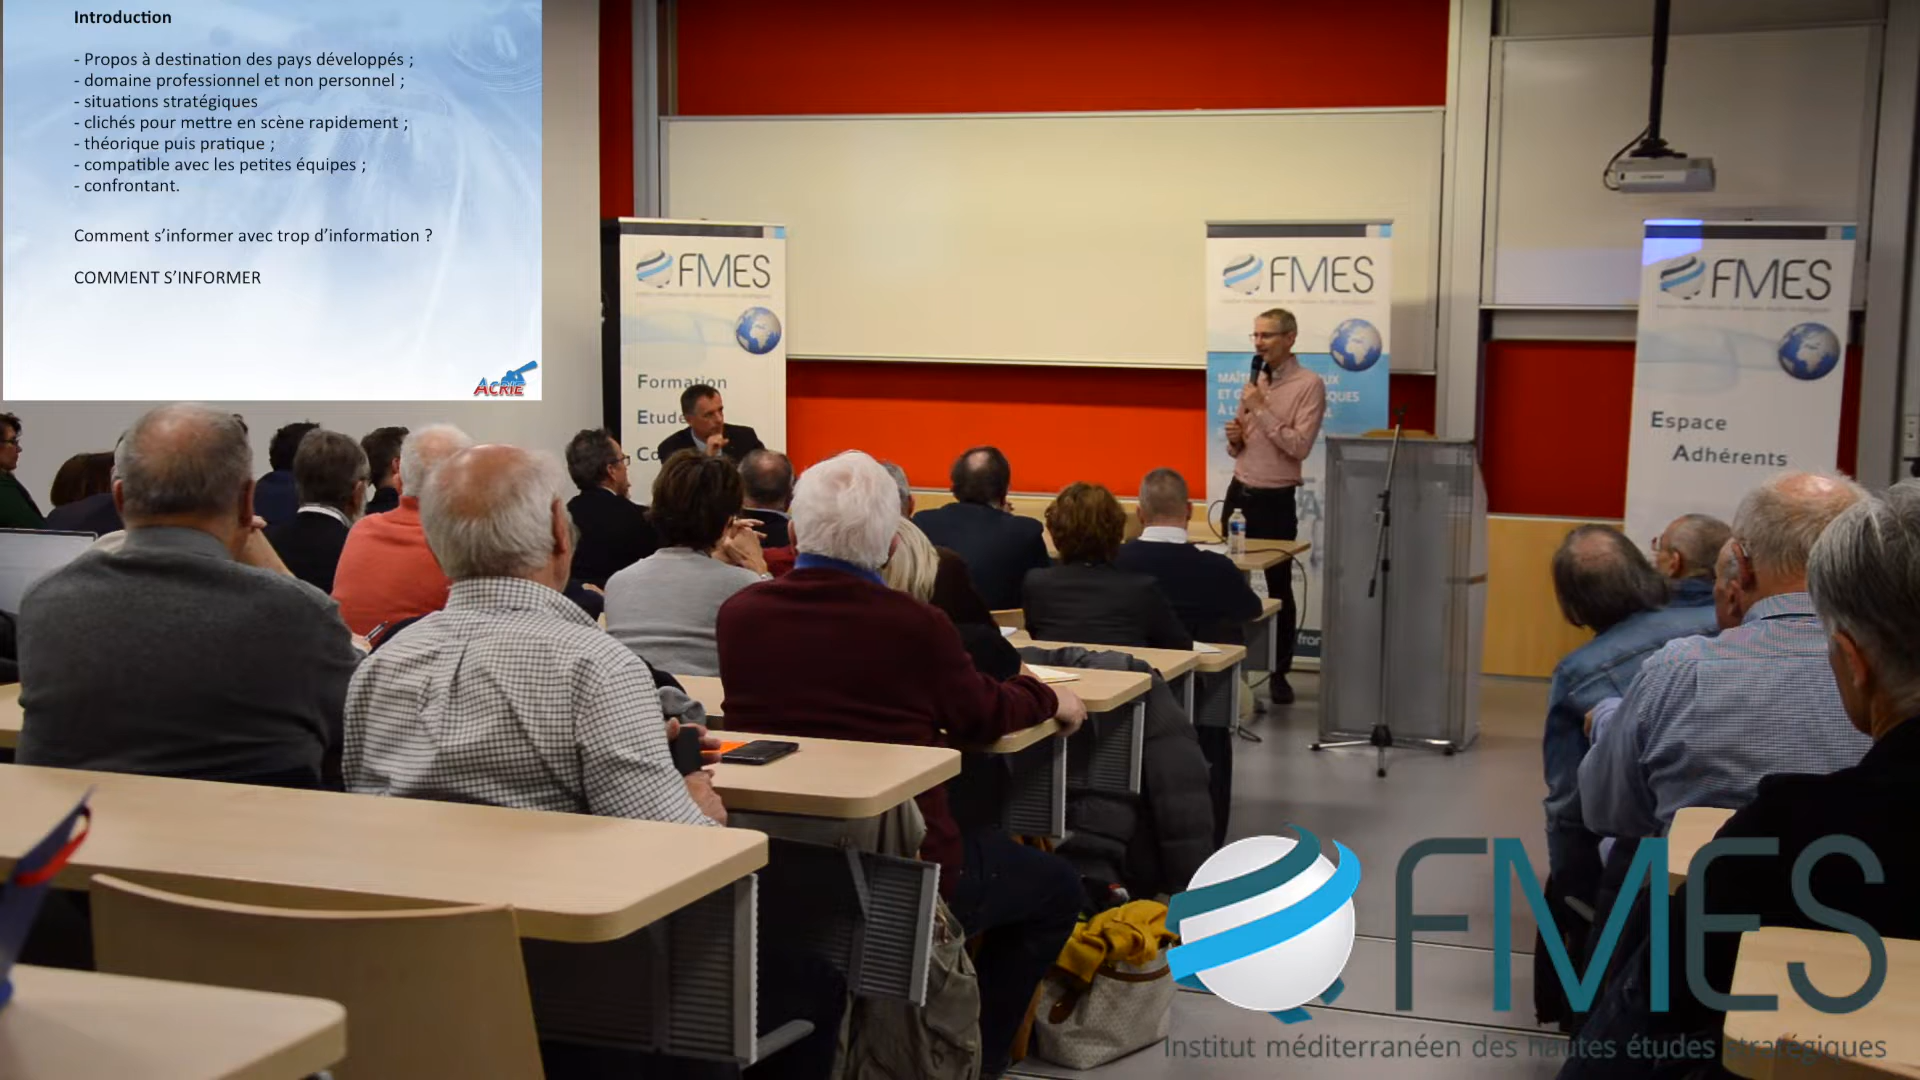 Introduction
- Propos à destination des pays développés ;
- domaine professionnel et non personnel ;
- situations stratégiques
- clichés pour mettre en scène rapidement ;
- théorique puis pratique ;
- compatible avec les petites équipes ;
- confrontant.
Comment s’informer avec trop d’information ?
COMMENT S’INFORMER
ACRIE
FMES
Formation
FMES
FMES
Espace
Adhérents
FMES
Institut méditerranéen des hautes études stratégiques